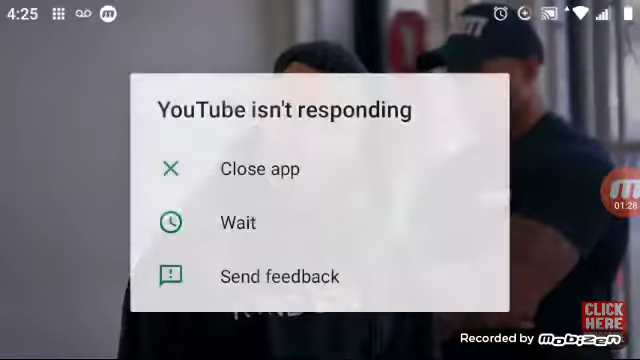 4:25
YouTube isn't responding
Close app
Wait
Send feedback
01:28
CLICK
HERE
Recorded by Mobizen